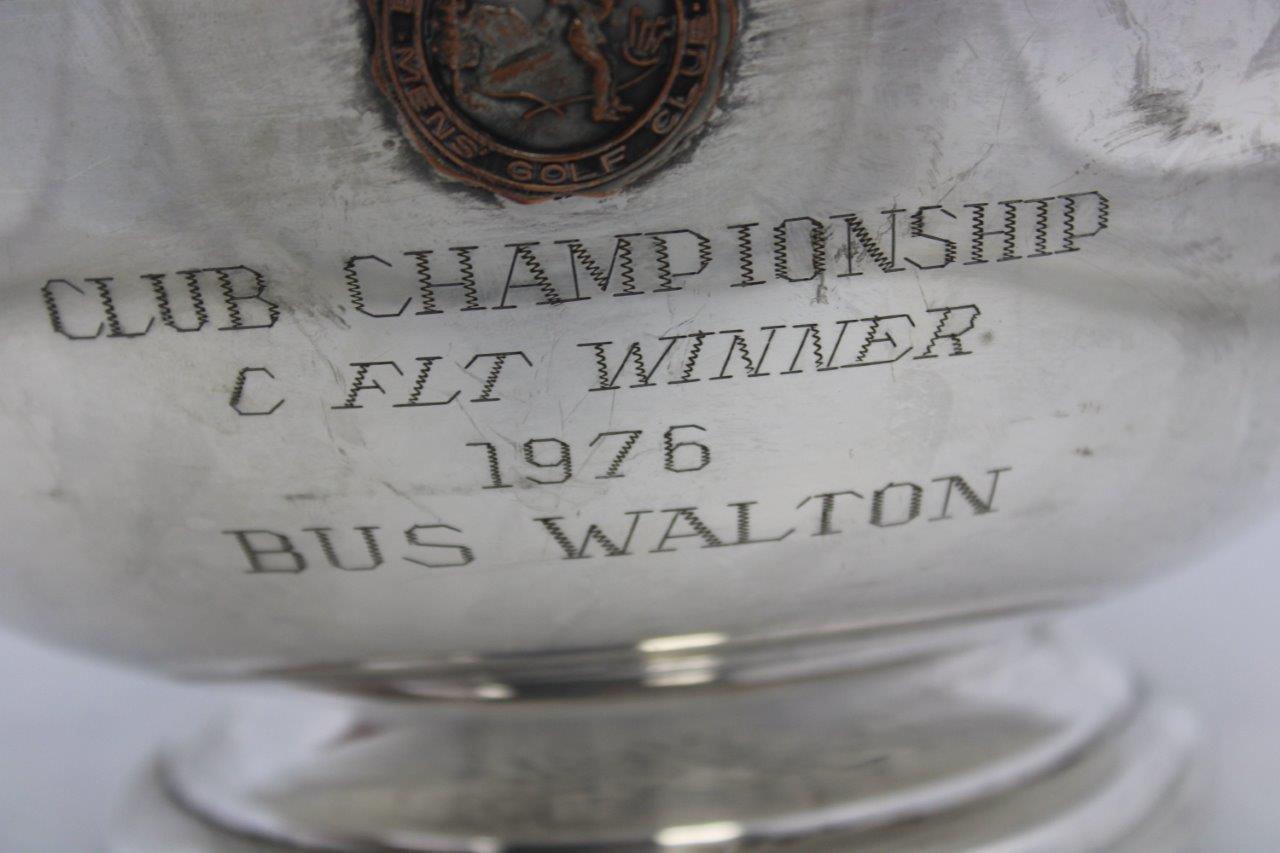 MENS' GOLF CLUB
CLUB CHAMPIONSHIP
C FLT WINNER
1976
BUS WALTON